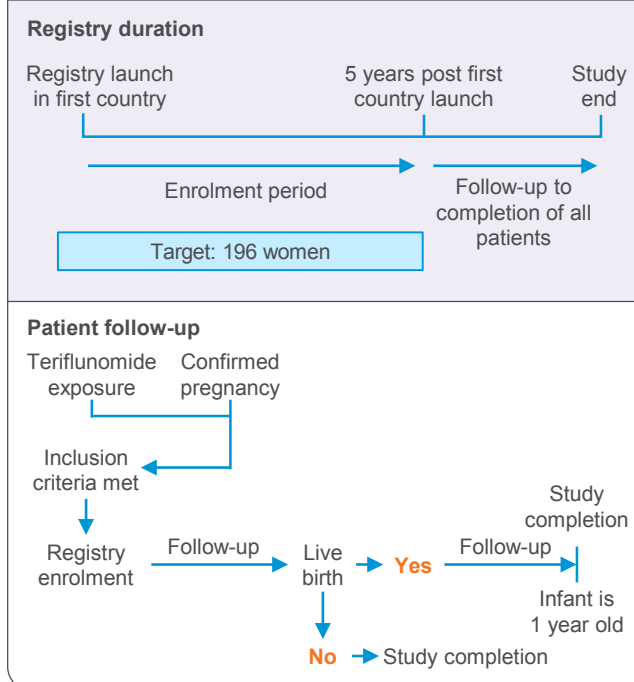 Registry duration
Registry launch
in first country
5 years post first
country launch
Study
end
Enrolment period
Follow-up to
completion of all
patients
Target: 196 women
Patient follow-up
Teriflunomide
exposure
Confirmed
pregnancy
Inclusion
criteria met
Registry
enrolment
Follow-up
Live
birth
Yes
Follow-up
Study
completion
Infant is
1 year old
No
Study completion